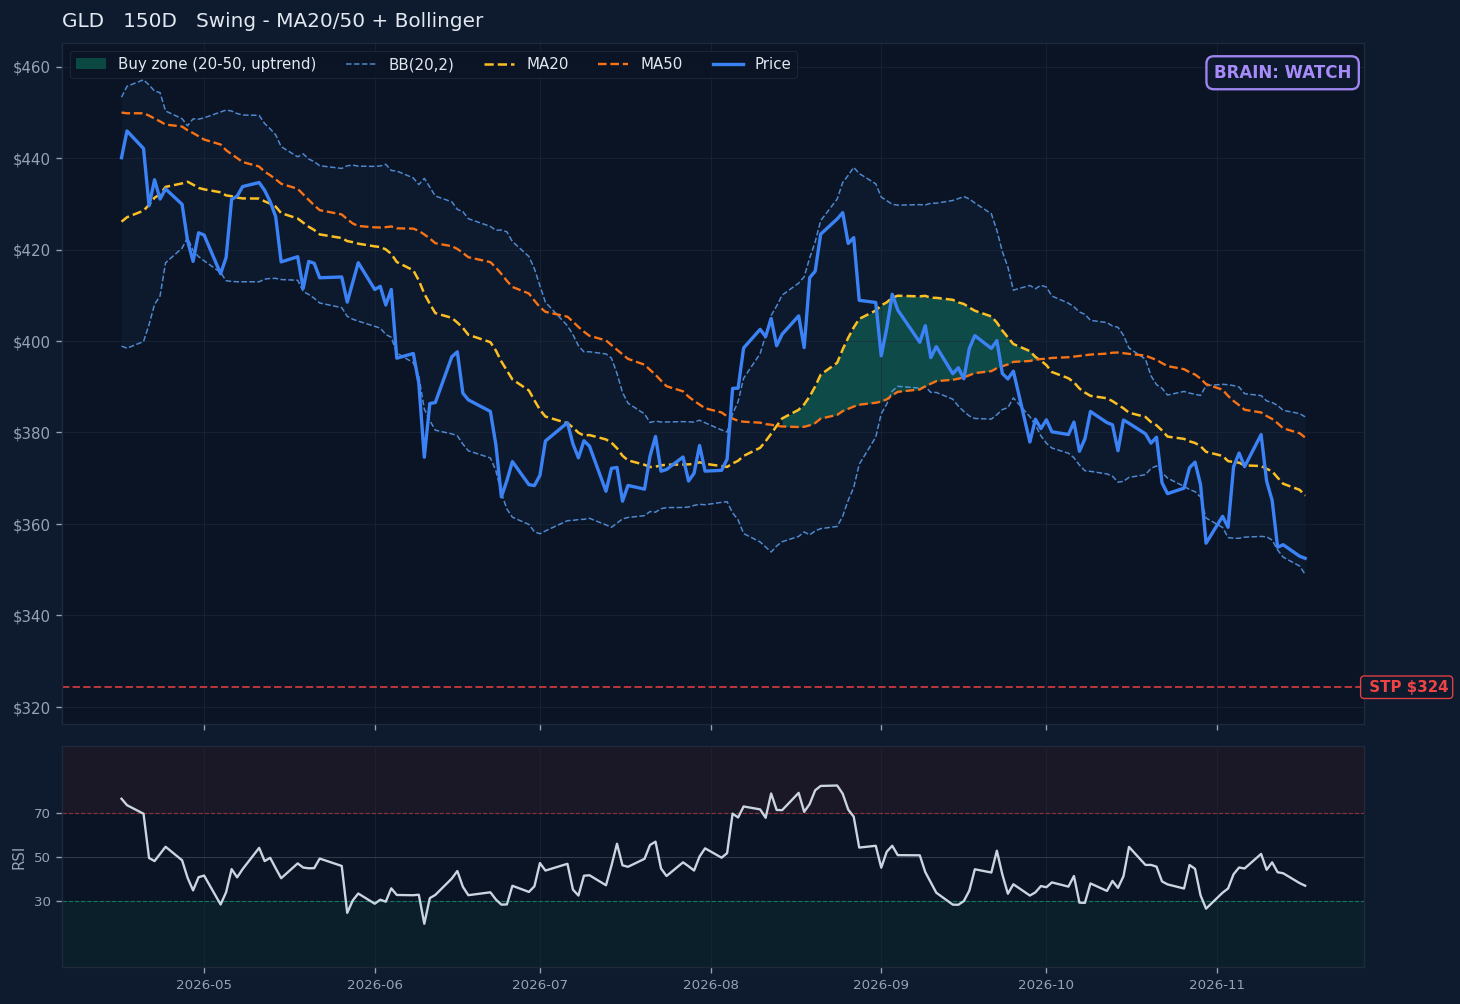 GLD 150D Swing - MA20/50 + Bollinger
Buy zone (20-50, uptrend) BB(20,2) MA20 MA50 Price
BRAIN: WATCH
$460
$440
$420
$400
$380
$360
$340
$320
STP $324
RSI
70
50
30
2026-05 2026-06 2026-07 2026-08 2026-09 2026-10 2026-11